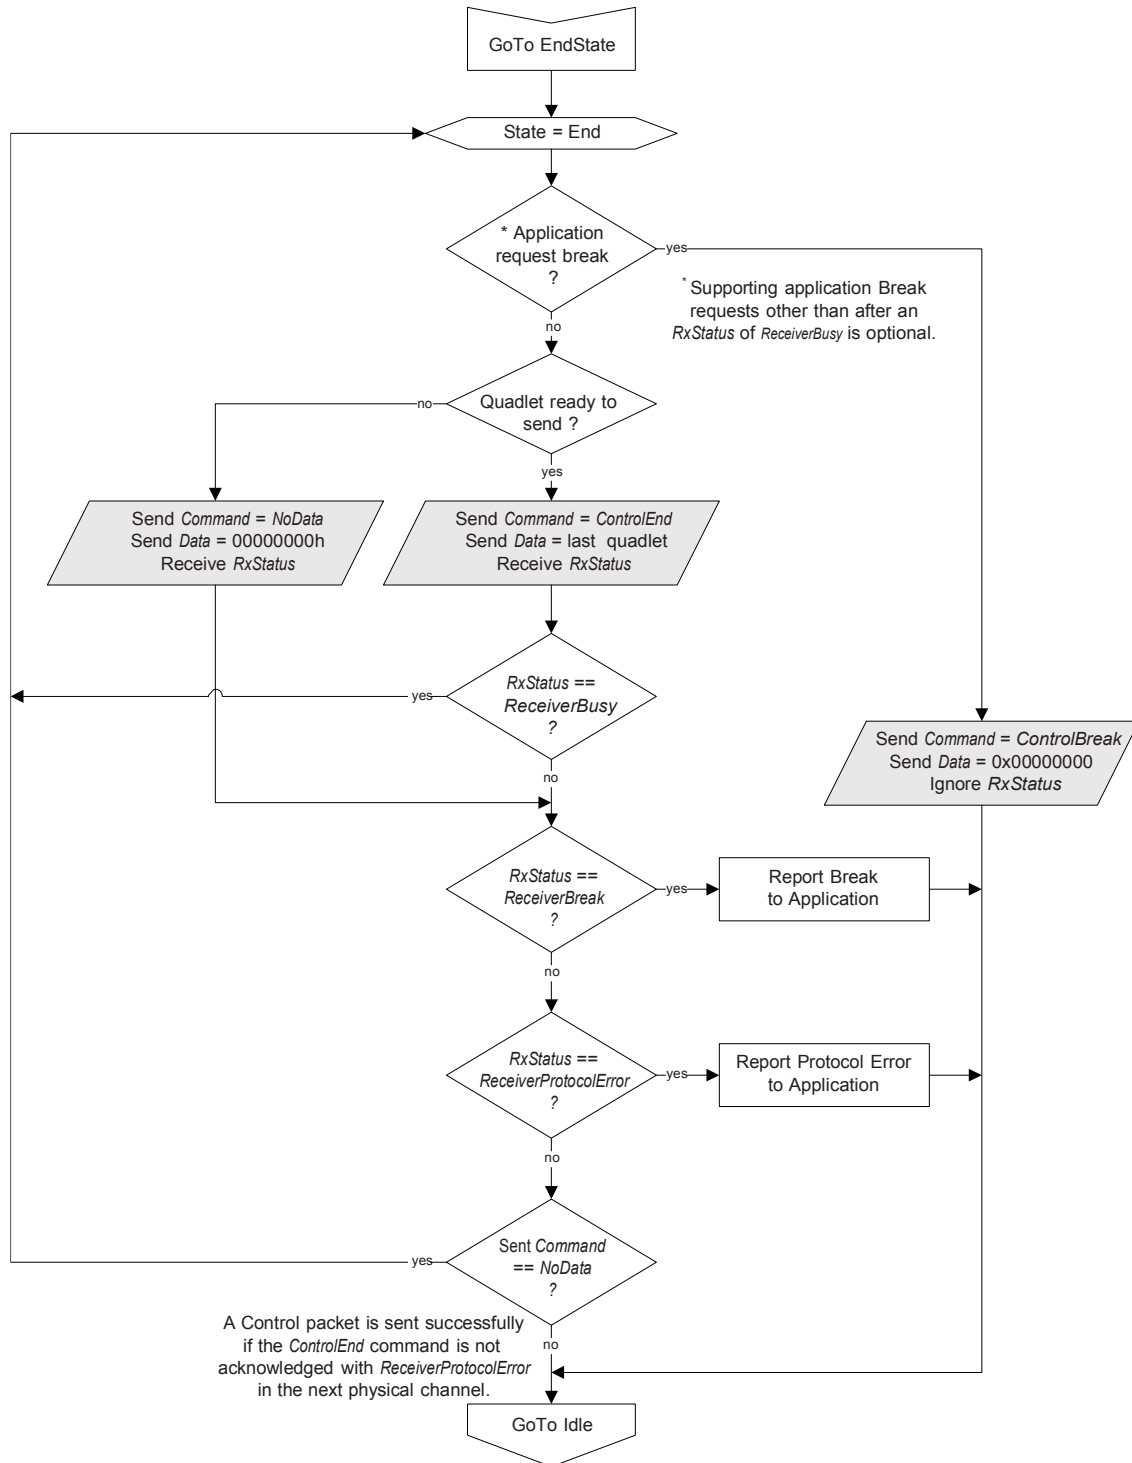 GoTo EndState
State = End
* Application
request break
?
yes
* Supporting application Break
requests other than after an
RxStatus of ReceiverBusy is optional.
no
Quadlet ready to
send ?
no
yes
Send Command = NoData
Send Data = 00000000h
Receive RxStatus
Send Command = ControlEnd
Send Data = last quadlet
Receive RxStatus
RxStatus ==
ReceiverBusy
?
yes
no
Send Command = ControlBreak
Send Data = 0x00000000
Ignore RxStatus
RxStatus ==
ReceiverBreak
?
yes
Report Break
to Application
no
RxStatus ==
ReceiverProtocolError
?
yes
Report Protocol Error
to Application
no
Sent Command
== NoData
?
yes
no
A Control packet is sent successfully
if the ControlEnd command is not
acknowledged with ReceiverProtocolError
in the next physical channel.
GoTo Idle